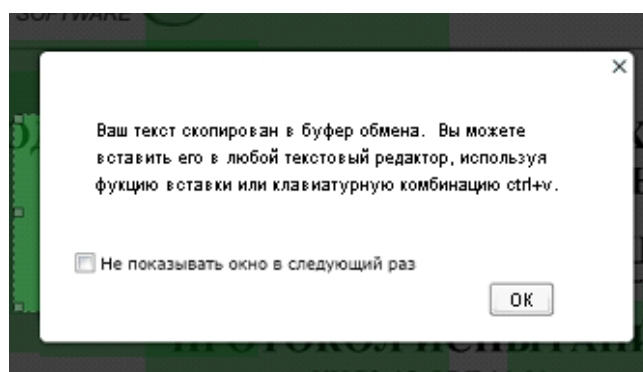 SOFTWARE
Ваш текст скопирован в буфер обмена. Вы можете
вставить его в любой текстовый редактор, используя
фукцию вставки или клавиатурную комбинацию ctrl+v.
Не показывать окно в следующий раз
ОК